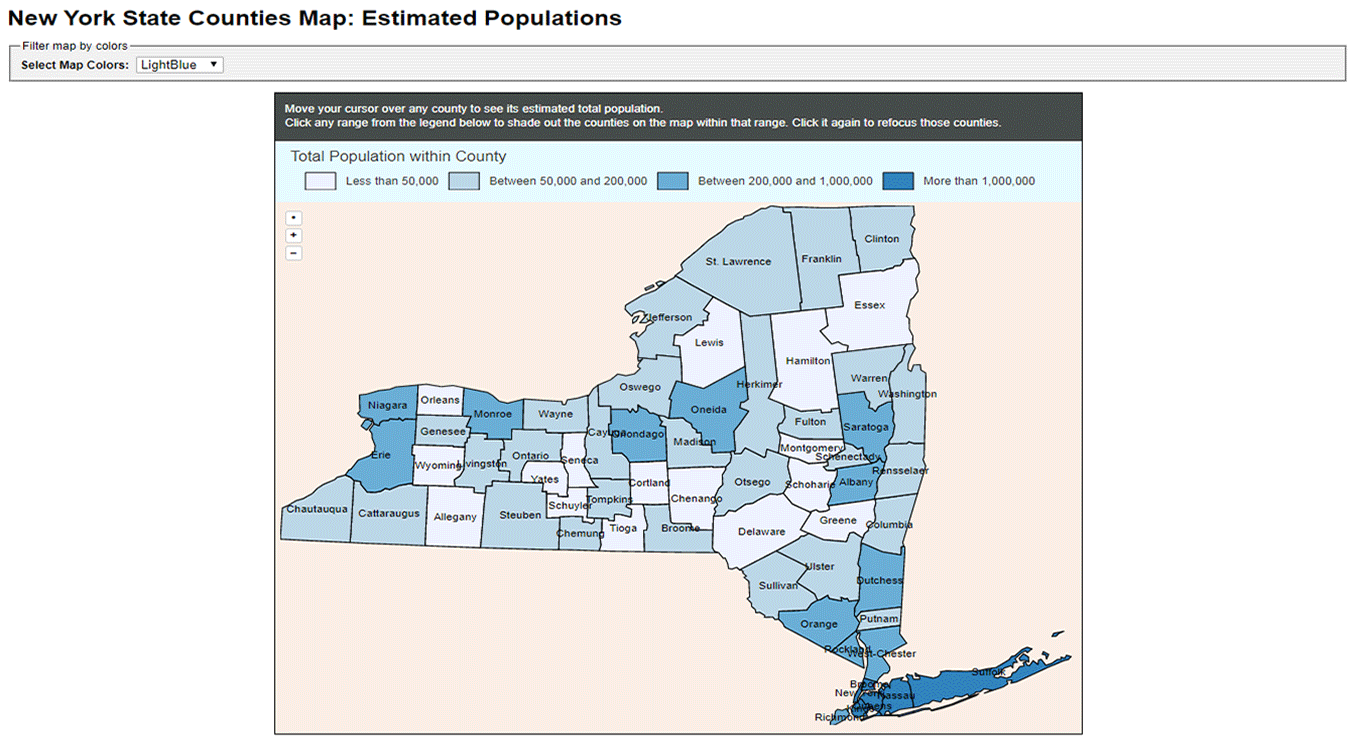 New York State Counties Map: Estimated Populations
Filter map by colors
Select Map Colors: LightBlue ▼
Move your cursor over any county to see its estimated total population.
Click any range from the legend below to shade out the counties on the map within that range. Click it again to refocus those counties.
Total Population within County
Less than 50,000 Between 50,000 and 200,000 Between 200,000 and 1,000,000 More than 1,000,000
•
+
−
Clinton
St. Lawrence
Franklin
Essex
Jefferson
Lewis
Hamilton
Warren
Oswego
Herkimer
Washington
Niagara
Orleans
Monroe
Wayne
Oneida
Fulton
Saratoga
Genesee
Cayuga
Onondago
Madison
Montgomery
Erie
Ontario
Seneca
Schenectady
Wyoming
Livingston
Rensselaer
Yates
Cortland
Otsego
Schoharie
Albany
Tompkins
Chenango
Chautauqua
Cattaraugus
Allegany
Steuben
Schuyler
Greene
Columbia
Chemung
Tioga
Broome
Delaware
Ulster
Dutchess
Sullivan
Orange
Putnam
Rockland
West-Chester
Suffolk
New York
Nassau
Queens
Richmond